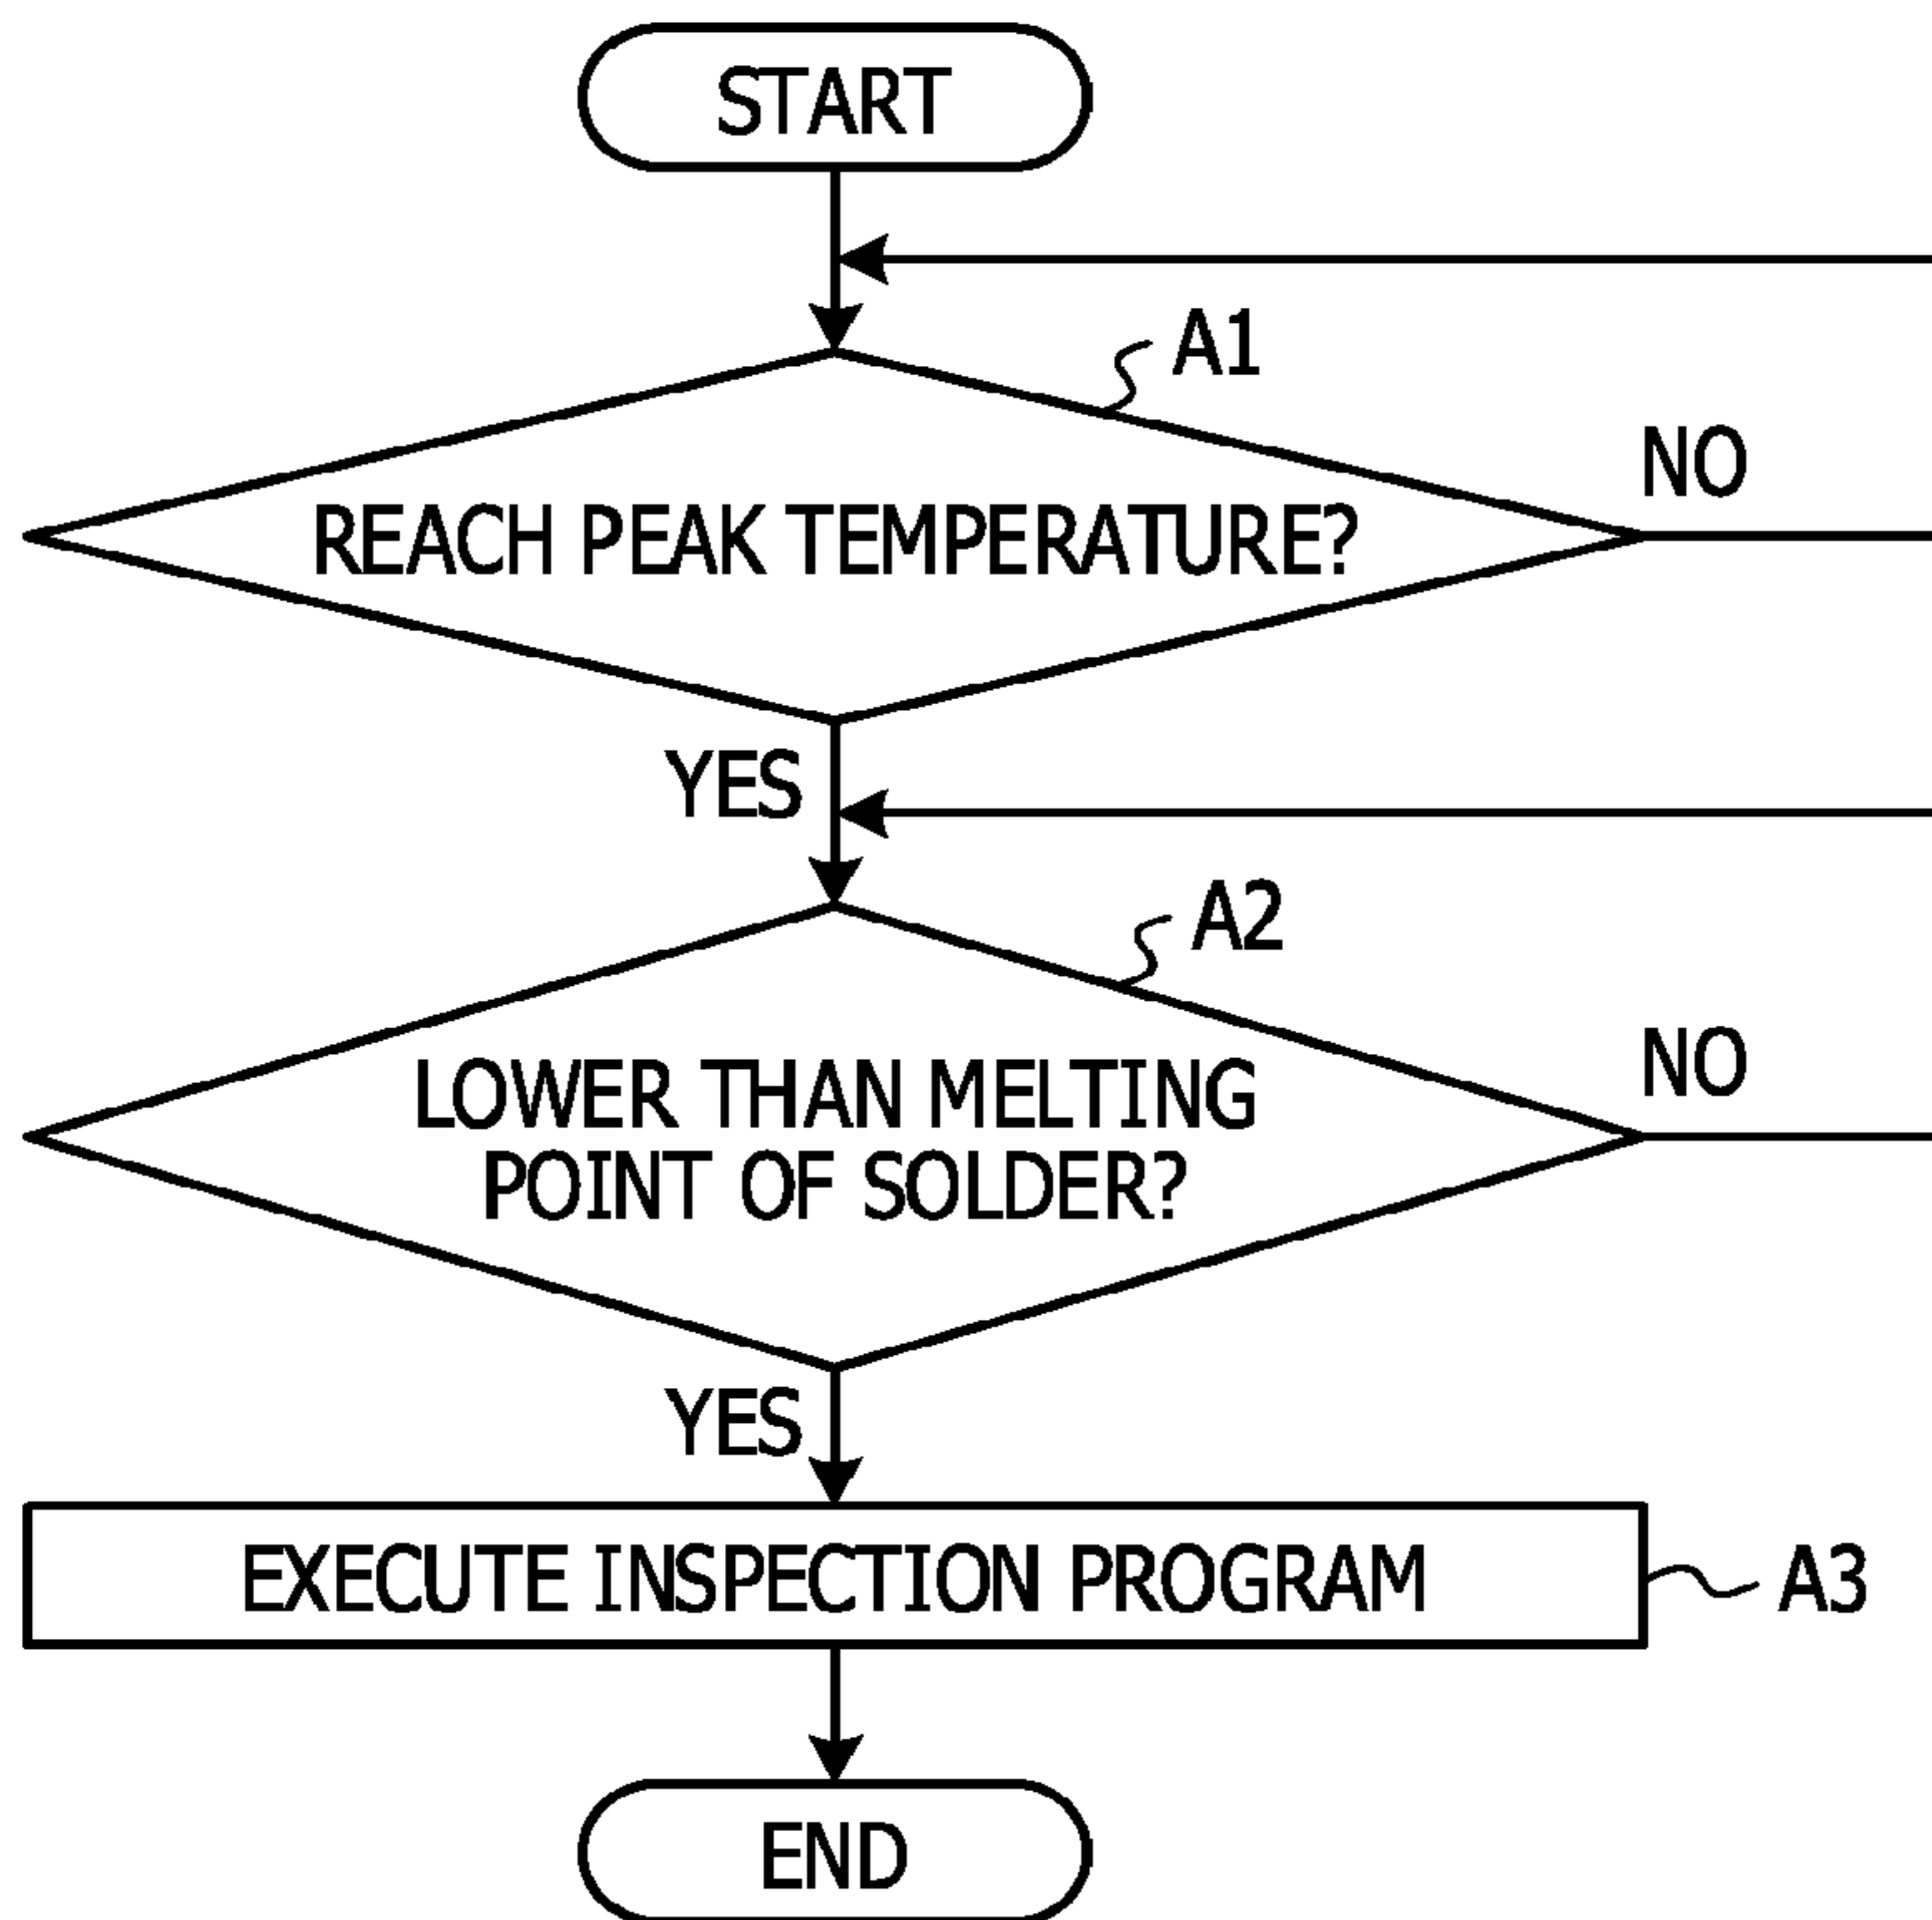 START
A1
NO
REACH PEAK TEMPERATURE?
YES
A2
NO
LOWER THAN MELTING
POINT OF SOLDER?
YES
EXECUTE INSPECTION PROGRAM
A3
END